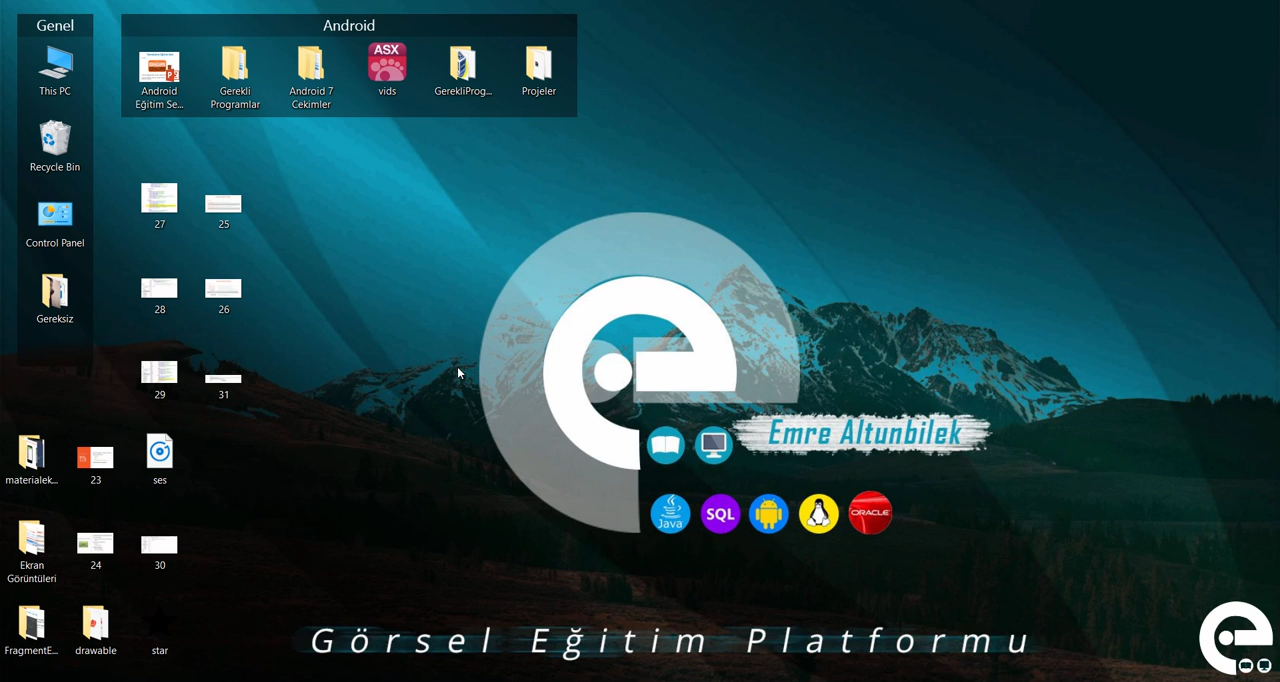 Genel
This PC
Recycle Bin
Control Panel
Gereksiz
Android
Android
Eğitim Se...
Gerekli
Programlar
Android 7
Cekimler
ASX
vids
GerekliProg...
Projeler
27
25
28
26
29
31
materialek...
23
ses
Ekran
Görüntüleri
24
30
FragmentE...
drawable
star
Emre Altunbilek
Java
SQL
ORACLE
Görsel Eğitim Platformu